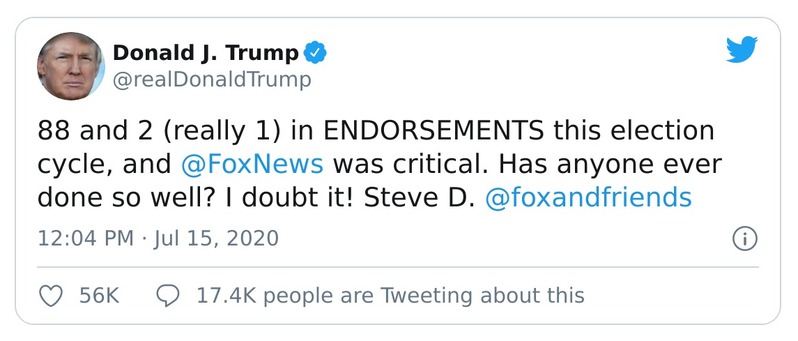 Donald J. Trump
@realDonaldTrump
88 and 2 (really 1) in ENDORSEMENTS this election
cycle, and @FoxNews was critical. Has anyone ever
done so well? I doubt it! Steve D. @foxandfriends
12:04 PM · Jul 15, 2020
56K 17.4K people are Tweeting about this